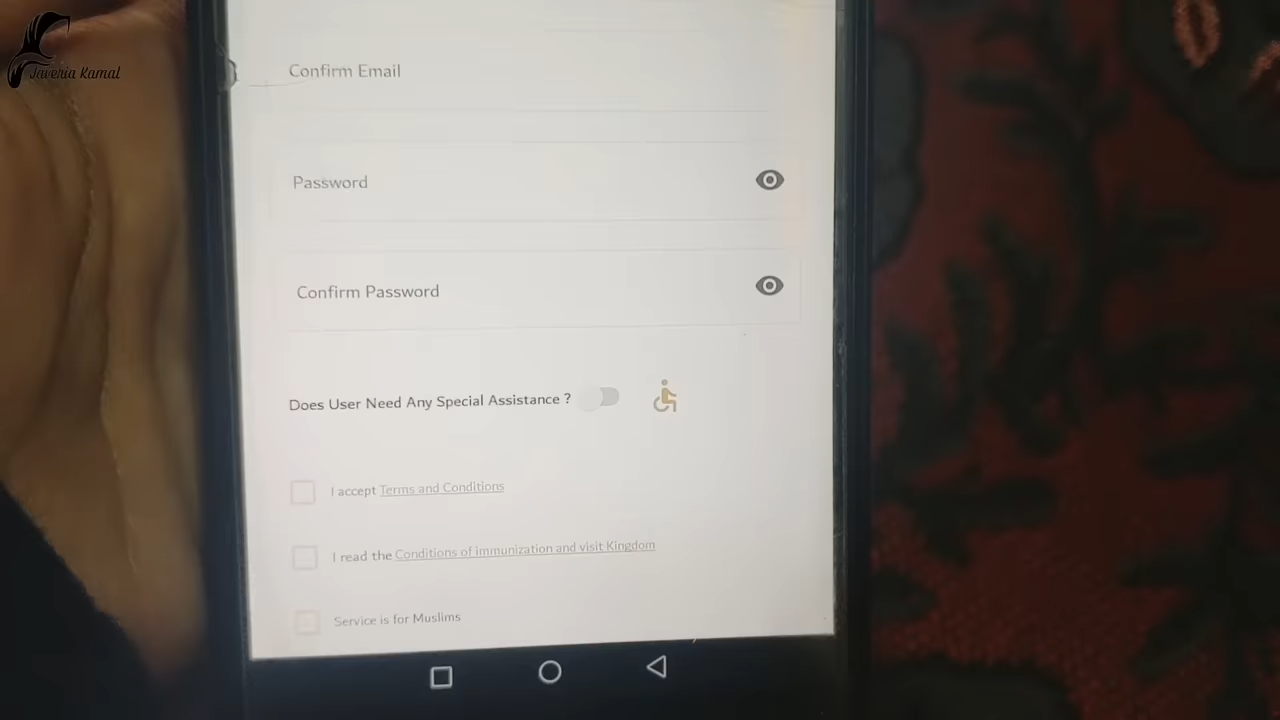 Javeria Kamal
Confirm Email
Password
Confirm Password
Does User Need Any Special Assistance ?
I accept Terms and Conditions
I read the Conditions of immunization and visit Kingdom
Service is for Muslims